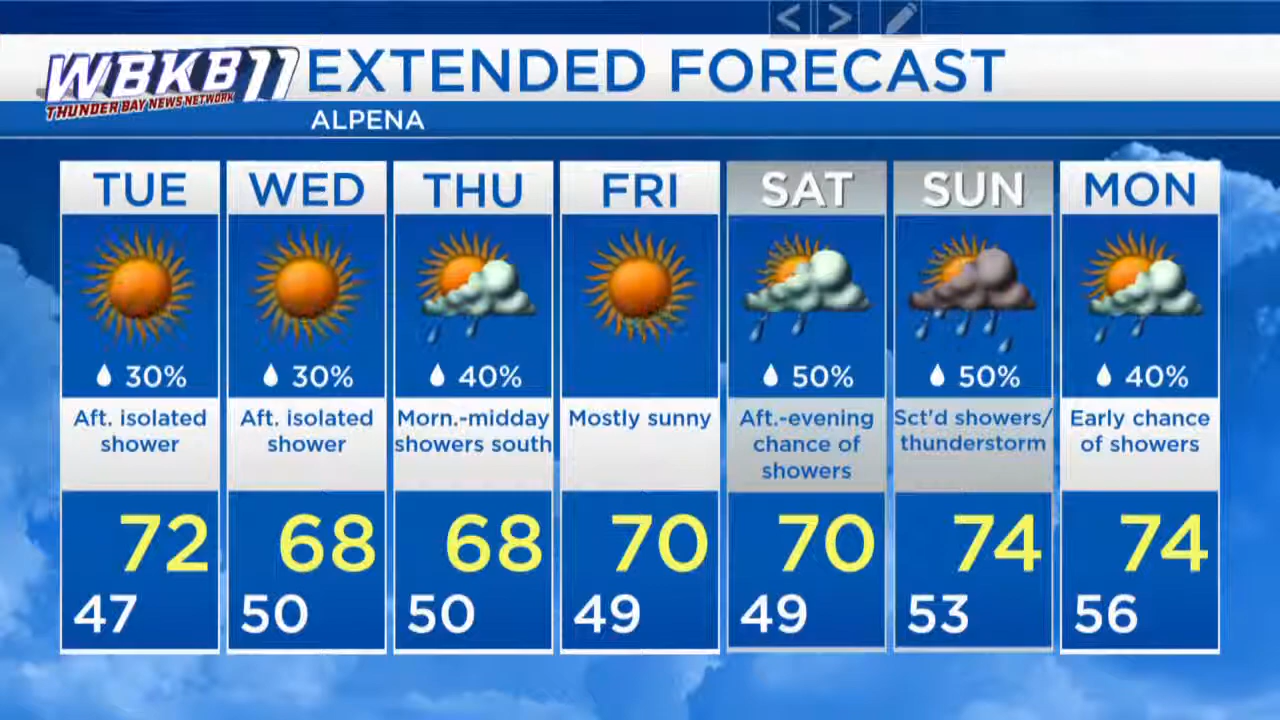 WBKB 11
THUNDER BAY NEWS NETWORK
EXTENDED FORECAST
ALPENA
TUE
30%
Aft. isolated
shower
72
47
WED
30%
Aft. isolated
shower
68
50
THU
40%
Morn.-midday
showers south
68
50
FRI
Mostly sunny
70
49
SAT
50%
Aft.-evening
chance of
showers
70
49
SUN
50%
Sct'd showers/
thunderstorm
74
53
MON
40%
Early chance
of showers
74
56